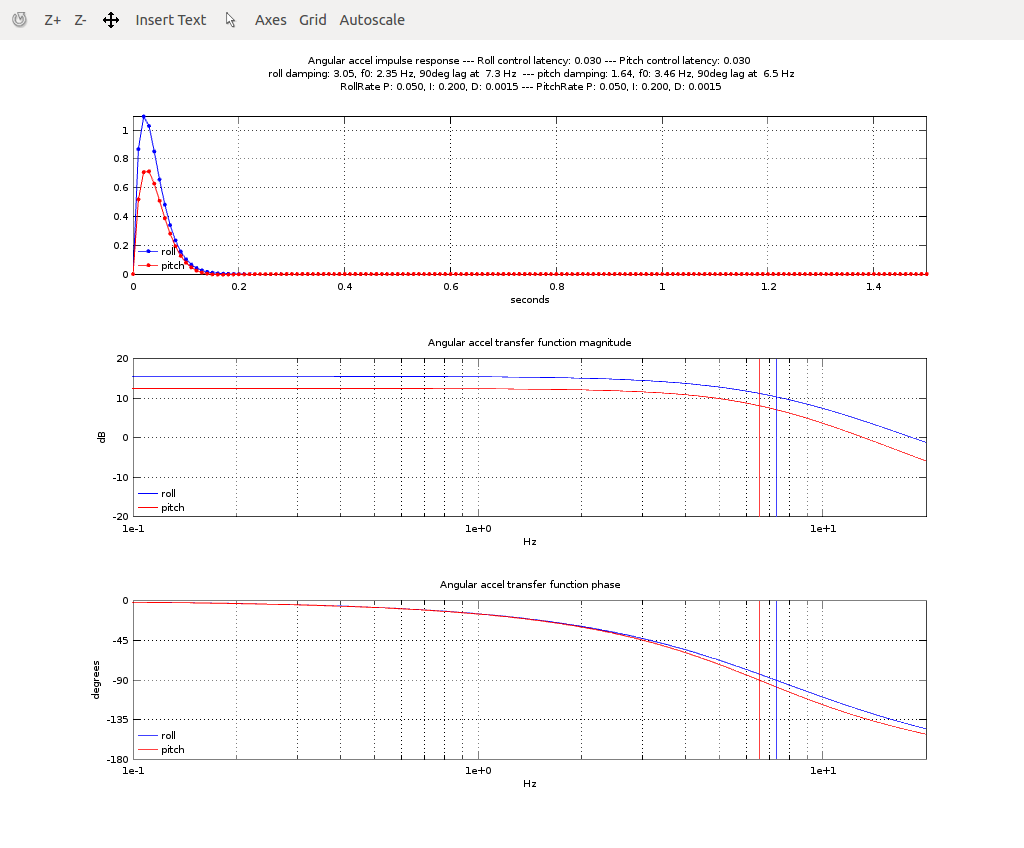 Z+ Z- Insert Text Axes Grid Autoscale
Angular accel impulse response --- Roll control latency: 0.030 --- Pitch control latency: 0.030
roll damping: 3.05, f0: 2.35 Hz, 90deg lag at  7.3 Hz  --- pitch damping: 1.64, f0: 3.46 Hz, 90deg lag at  6.5 Hz
RollRate P: 0.050, I: 0.200, D: 0.0015 --- PitchRate P: 0.050, I: 0.200, D: 0.0015
1
0.8
0.6
0.4
0.2
0
roll
pitch
0 0.2 0.4 0.6 0.8 1 1.2 1.4
seconds
Angular accel transfer function magnitude
20
10
0
-10
-20
dB
roll
pitch
1e-1 1e+0 1e+1
Hz
Angular accel transfer function phase
0
-45
-90
-135
-180
degrees
roll
pitch
1e-1 1e+0 1e+1
Hz